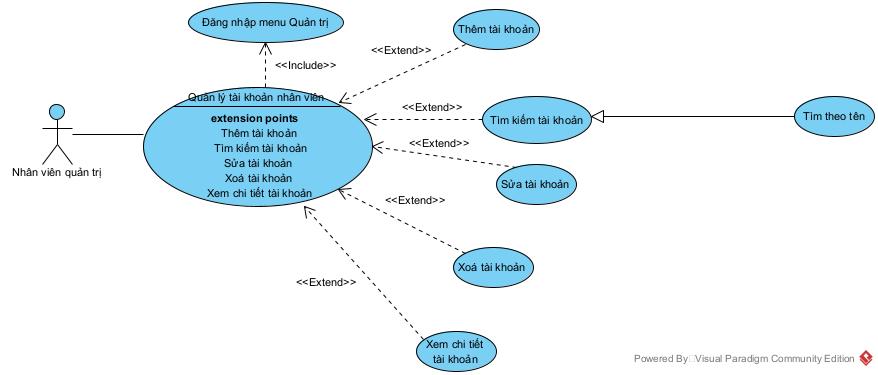 Đăng nhập menu Quản trị
<<Include>>
Quản lý tài khoản nhân viên
extension points
Thêm tài khoản
Tìm kiếm tài khoản
Sửa tài khoản
Xoá tài khoản
Xem chi tiết tài khoản
Nhân viên quản trị
<<Extend>>
Thêm tài khoản
<<Extend>>
Tìm kiếm tài khoản
Tìm theo tên
<<Extend>>
Sửa tài khoản
<<Extend>>
Xoá tài khoản
<<Extend>>
Xem chi tiết
tài khoản
Powered By Visual Paradigm Community Edition